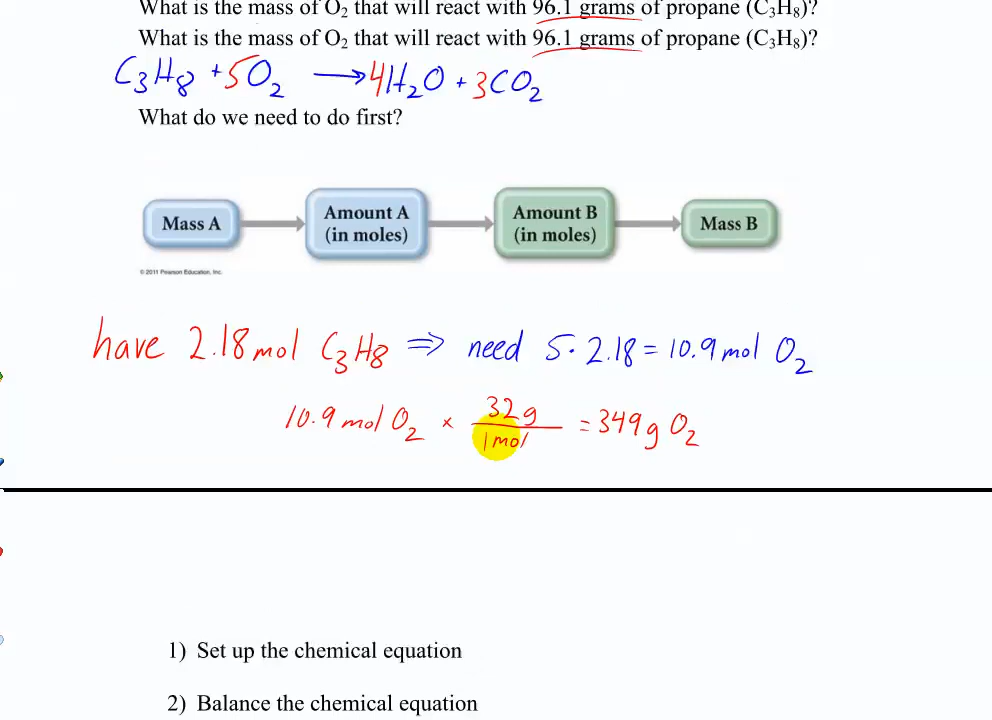 What is the mass of O₂ that will react with 96.1 grams of propane (C₃H₈)?
What is the mass of O₂ that will react with 96.1 grams of propane (C₃H₈)?
C₃H₈ + 5O₂ ⟶ 4H₂O + 3CO₂
What do we need to do first?
Mass A Amount A (in moles) Amount B (in moles) Mass B
© 2011 Pearson Education, Inc.
have 2.18 mol C₃H₈ ⇒ need 5 · 2.18 = 10.9 mol O₂
10.9 mol O₂ × 32g / 1 mol = 349g O₂
1) Set up the chemical equation
2) Balance the chemical equation